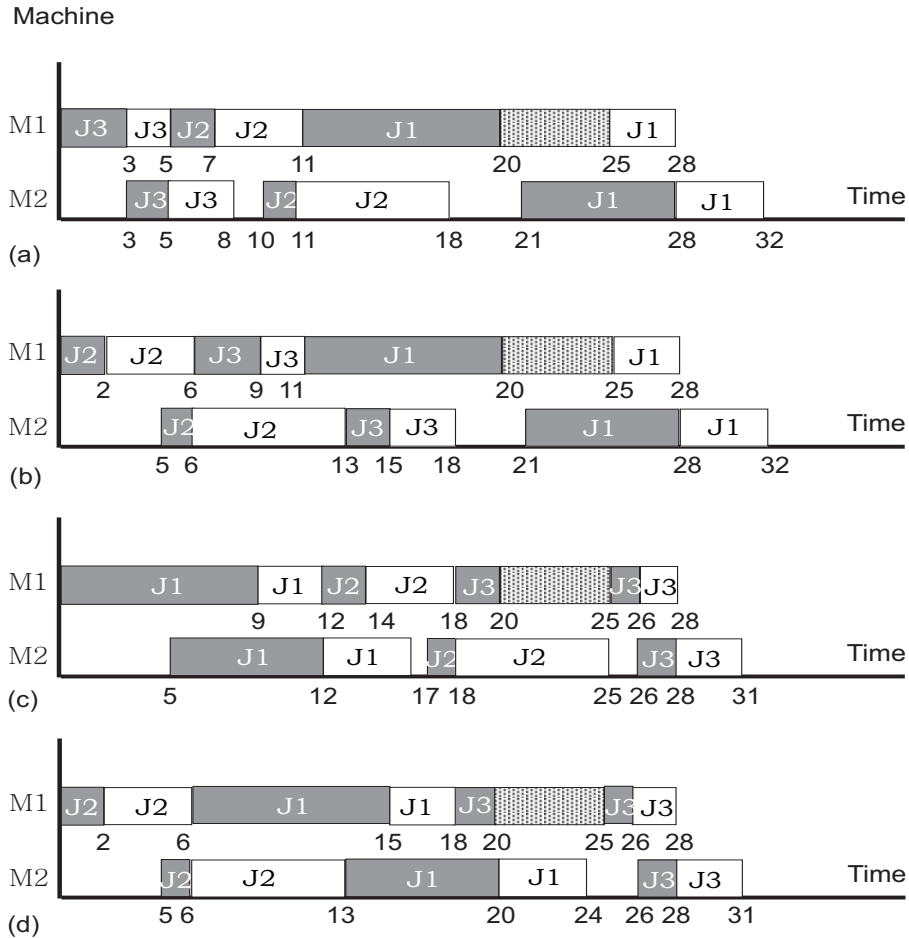 Machine
M1 J3 J3 J2 J2 J1 J1
3 5 7 11 20 25 28
M2 J3 J3 J2 J2 J1 J1 Time
3 5 8 10 11 18 21 28 32
(a)
M1 J2 J2 J3 J3 J1 J1
2 6 9 11 20 25 28
M2 J2 J2 J3 J3 J1 J1 Time
5 6 13 15 18 21 28 32
(b)
M1 J1 J1 J2 J2 J3 J3 J3
9 12 14 18 20 25 26 28
M2 J1 J1 J2 J2 J3 J3 Time
5 12 17 18 25 26 28 31
(c)
M1 J2 J2 J1 J1 J3 J3 J3
2 6 15 18 20 25 26 28
M2 J2 J2 J1 J1 J3 J3 Time
5 6 13 20 24 26 28 31
(d)